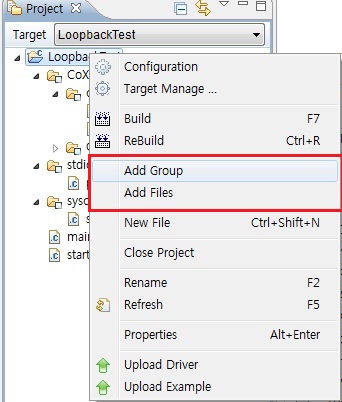 Project
Target LoopbackTest
LoopbackTest
Configuration
CoX
Target Manage ...
Build F7
ReBuild Ctrl+R
Add Group
stdio
Add Files
sysc
New File Ctrl+Shift+N
main
start
Close Project
Rename F2
Refresh F5
Properties Alt+Enter
Upload Driver
Upload Example